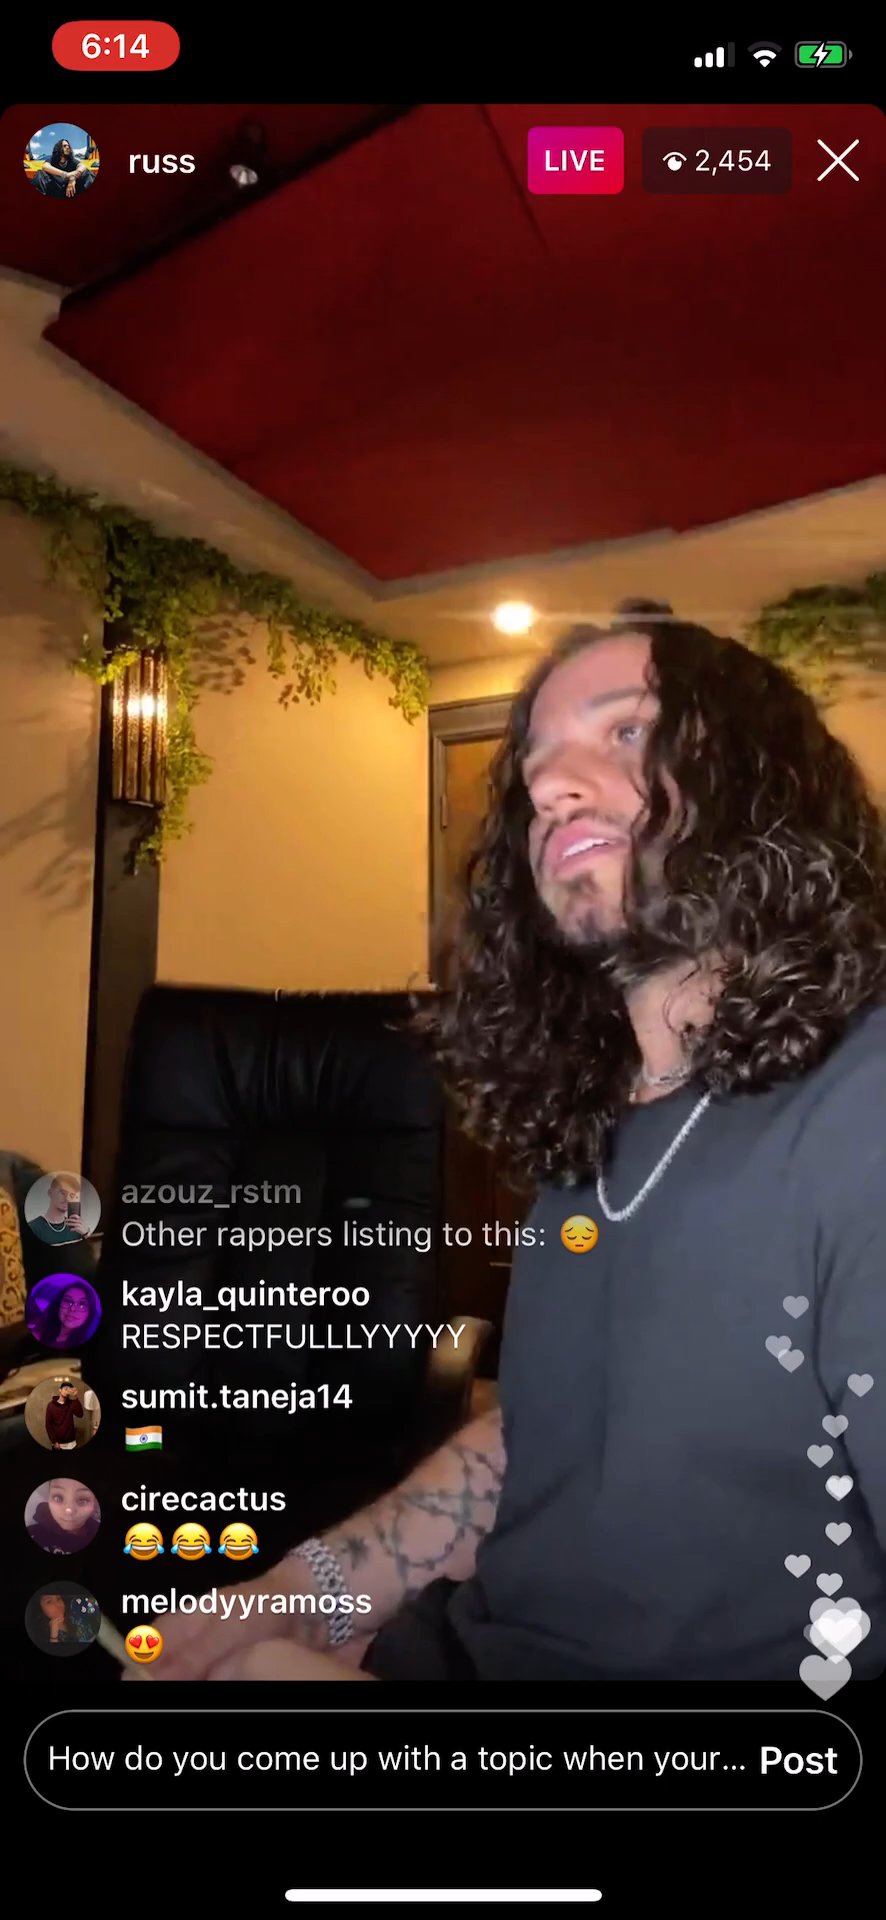 6:14
russ
LIVE
2,454
azouz_rstm
Other rappers listing to this: 😔
kayla_quinteroo
RESPECTFULLLYYYYY
sumit.taneja14
🇮🇳
cirecactus
😂😂😂
melodyyramoss
😍
How do you come up with a topic when your... Post